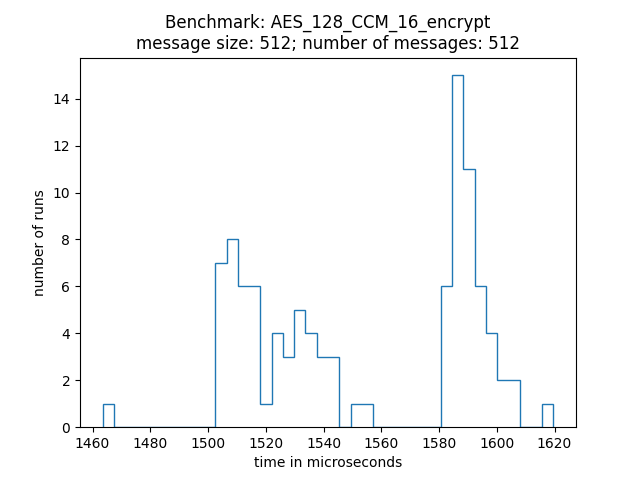 Benchmark: AES_128_CCM_16_encrypt
message size: 512; number of messages: 512
14
12
10
8
6
4
2
0
number of runs
1460 1480 1500 1520 1540 1560 1580 1600 1620
time in microseconds